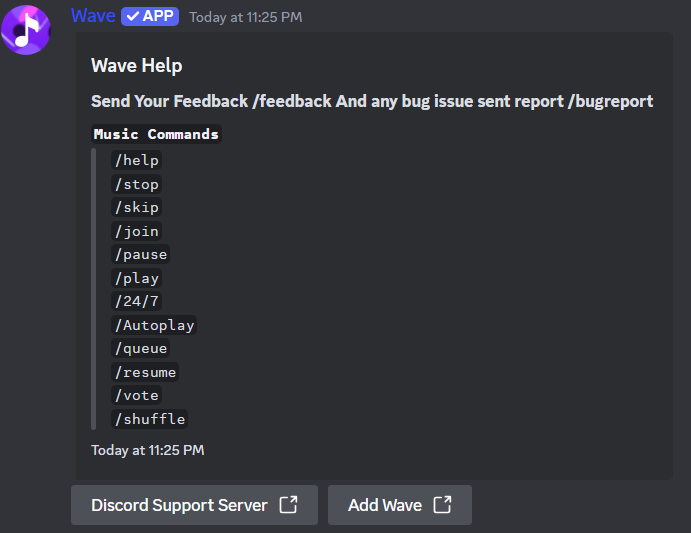 Wave ✓ APP Today at 11:25 PM
Wave Help
Send Your Feedback /feedback And any bug issue sent report /bugreport
Music Commands
/help
/stop
/skip
/join
/pause
/play
/24/7
/Autoplay
/queue
/resume
/vote
/shuffle
Today at 11:25 PM
Discord Support Server
Add Wave